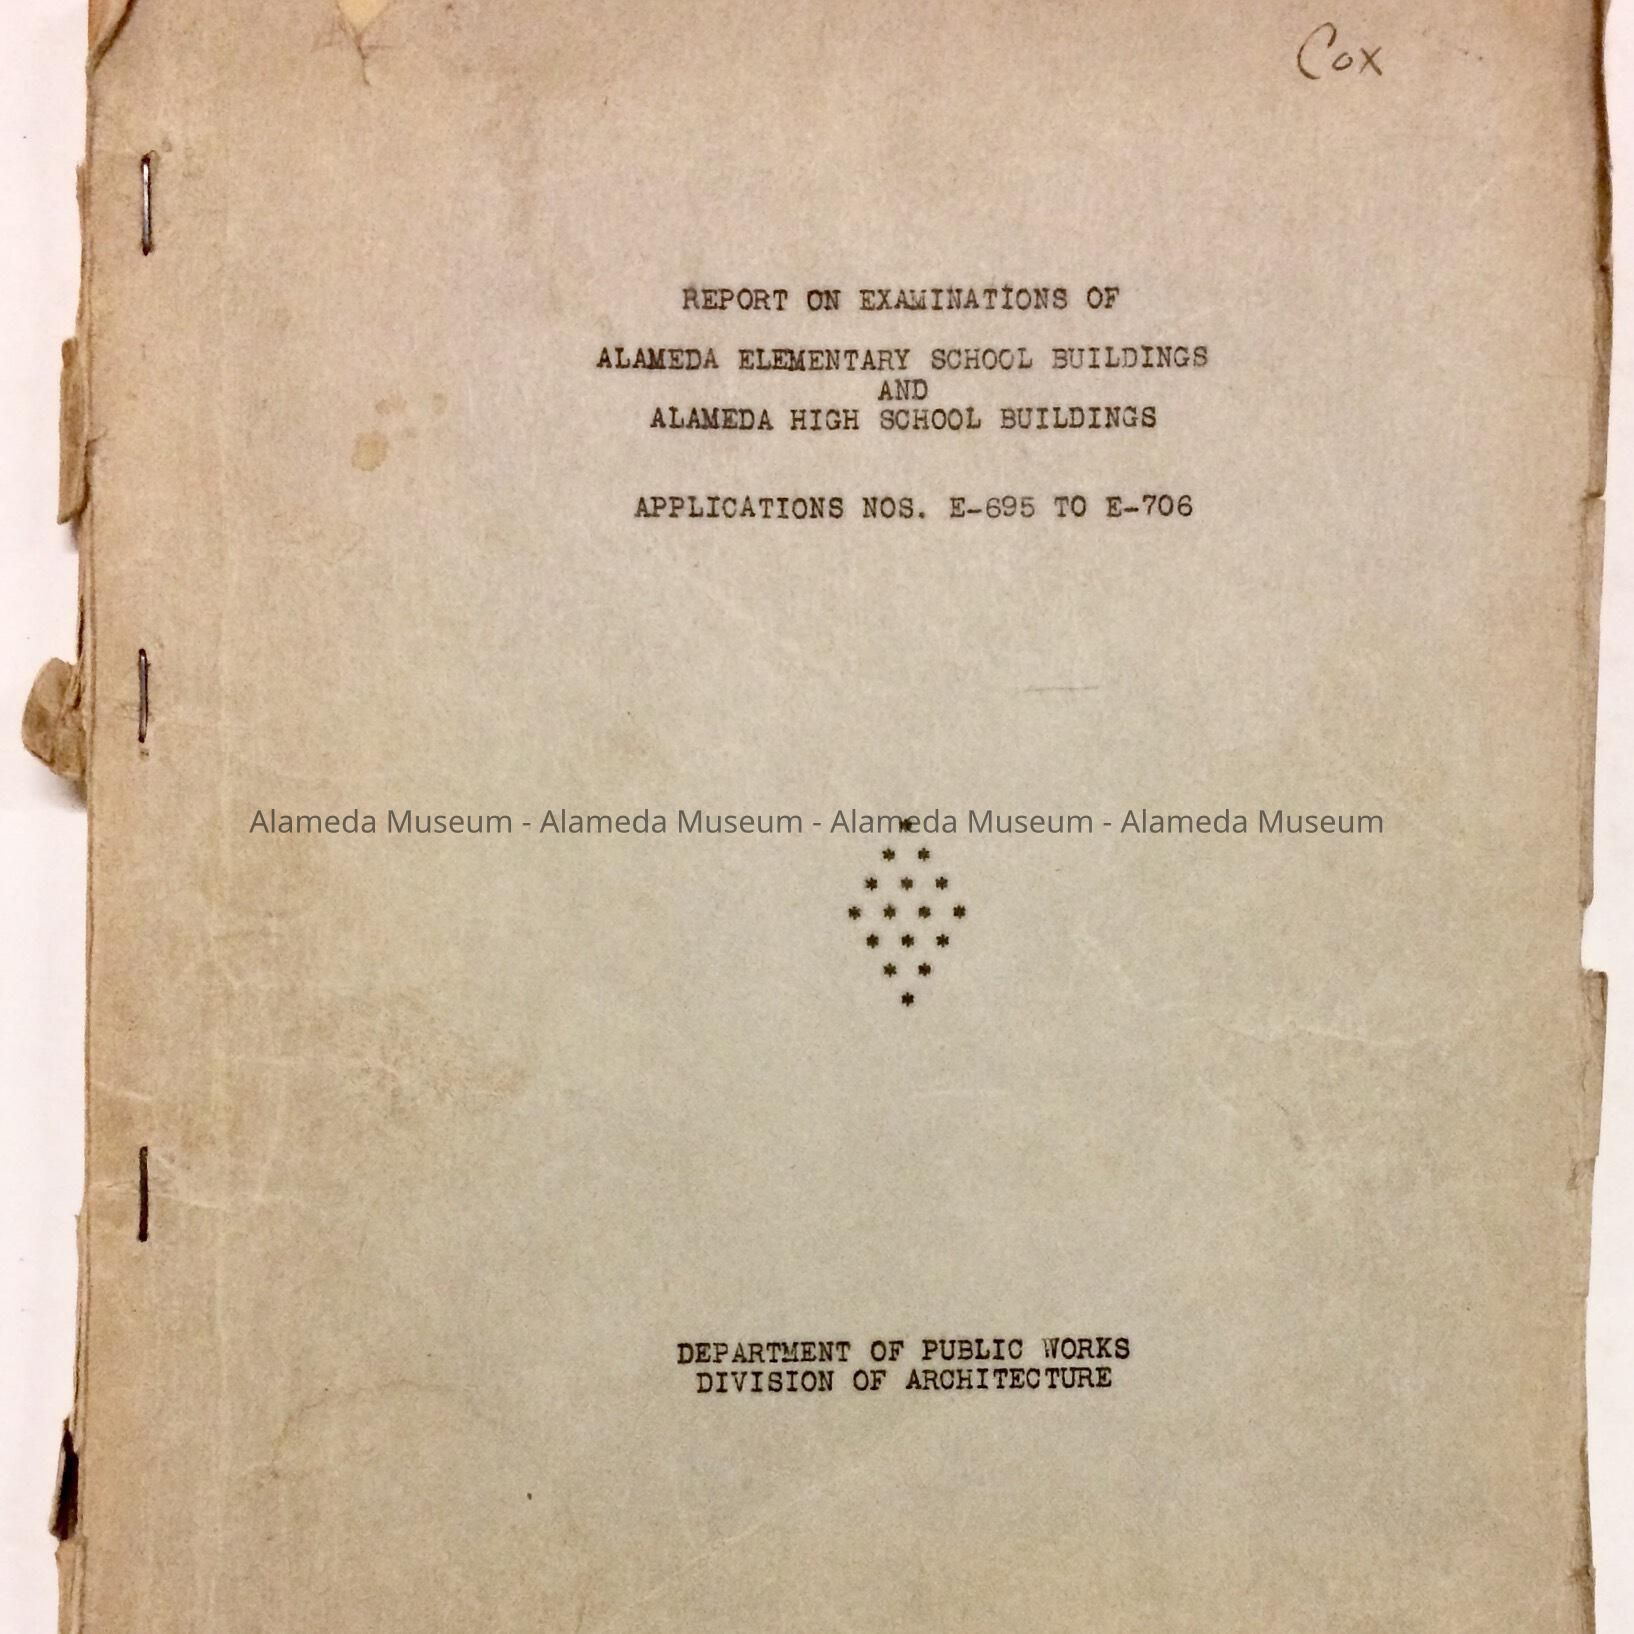 Cox
REPORT ON EXAMINATIONS OF
ALAMEDA ELEMENTARY SCHOOL BUILDINGS
AND
ALAMEDA HIGH SCHOOL BUILDINGS
APPLICATIONS NOS. E-695 TO E-706
Alameda Museum - Alameda Museum - Alameda Museum - Alameda Museum
*
* *
* * *
* * * *
* * *
* *
*
DEPARTMENT OF PUBLIC WORKS
DIVISION OF ARCHITECTURE